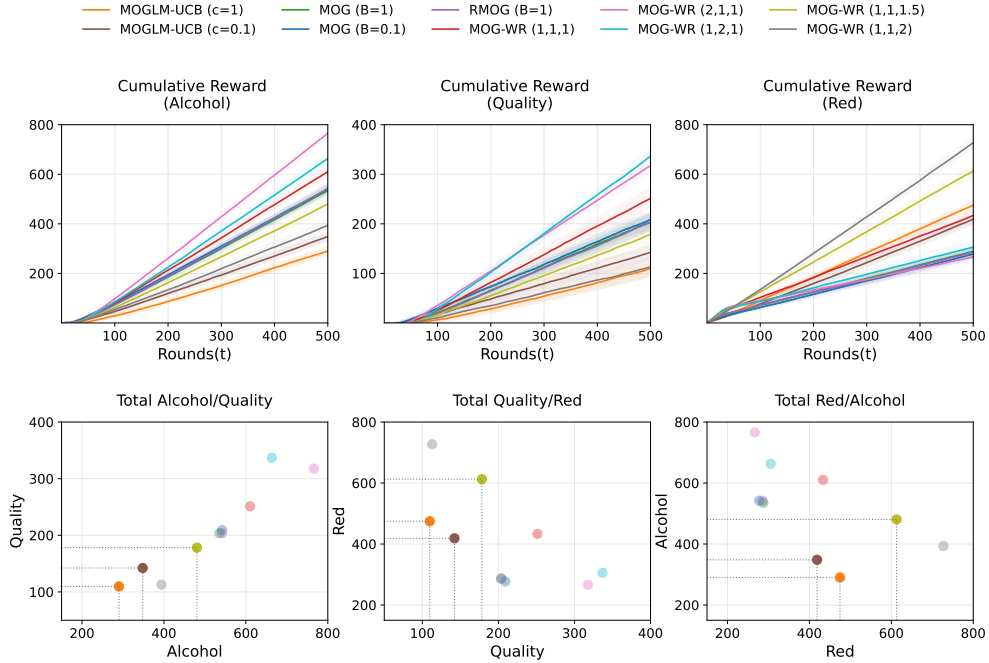 MOGLM-UCB (c=1) MOG (B=1) RMOG (B=1) MOG-WR (2,1,1) MOG-WR (1,1,1.5)
MOGLM-UCB (c=0.1) MOG (B=0.1) MOG-WR (1,1,1) MOG-WR (1,2,1) MOG-WR (1,1,2)
Cumulative Reward
(Alcohol)
800
600
400
200
100 200 300 400 500
Rounds(t)
Cumulative Reward
(Quality)
400
300
200
100
100 200 300 400 500
Rounds(t)
Cumulative Reward
(Red)
800
600
400
200
100 200 300 400 500
Rounds(t)
Total Alcohol/Quality
Quality
400
300
200
100
200 400 600 800
Alcohol
Total Quality/Red
Red
800
600
400
200
100 200 300 400
Quality
Total Red/Alcohol
Alcohol
800
600
400
200
200 400 600 800
Red